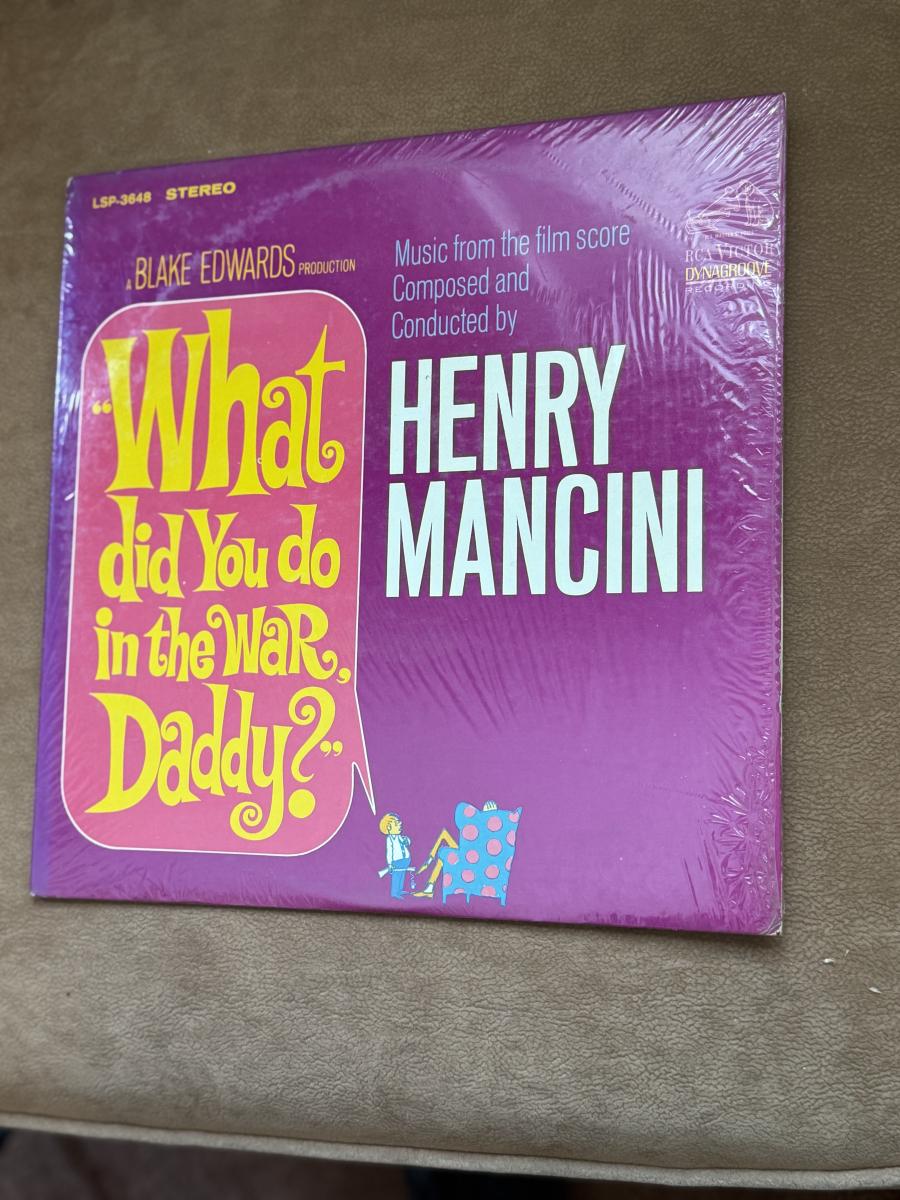 LSP-3648 STEREO
A BLAKE EDWARDS PRODUCTION
"What
did You do
in the WaR,
Daddy?"
Music from the film score
Composed and
Conducted by
HENRY
MANCINI
RCA VICTOR
DYNAGROOVE
RECORDING